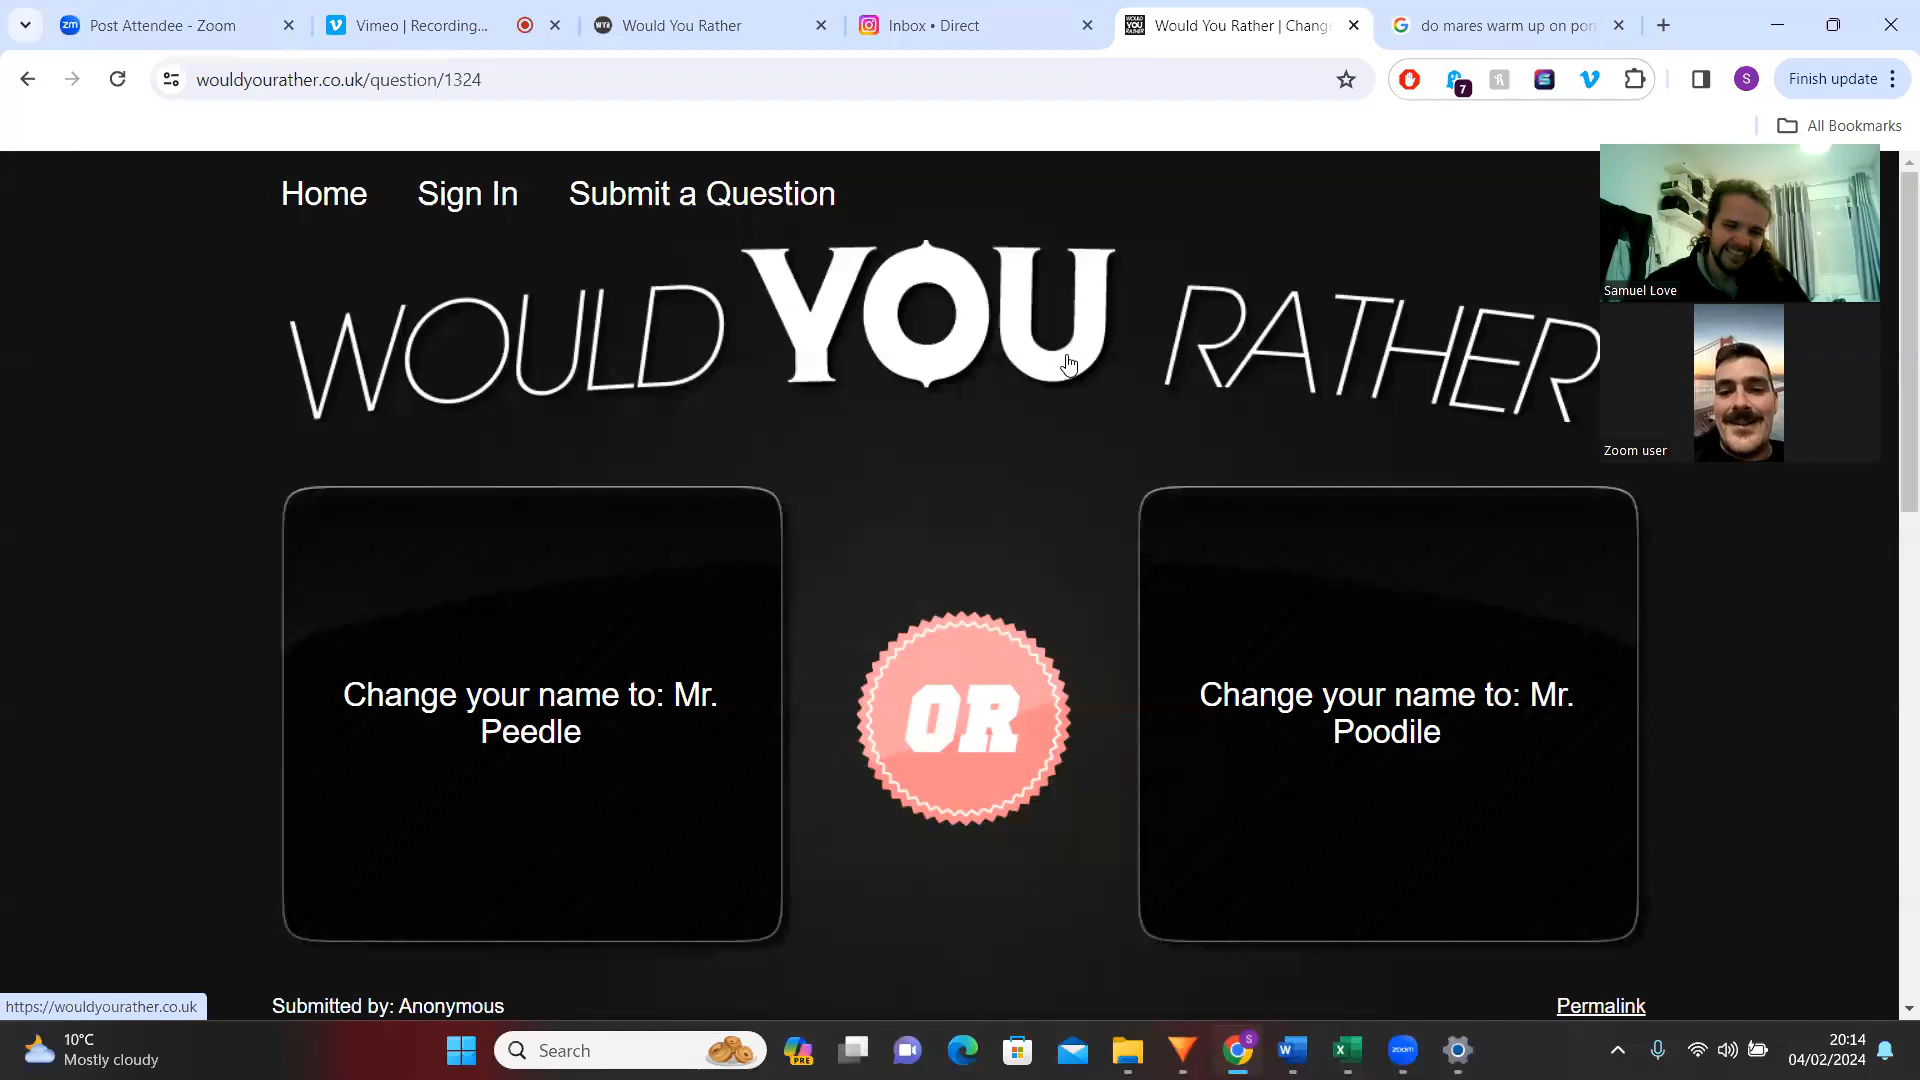 Post Attendee - Zoom
Vimeo | Recording...
Would You Rather
Inbox • Direct
Would You Rather | Chang
do mares warm up on pon
wouldyourather.co.uk/question/1324
7
S
Finish update
All Bookmarks
Home
Sign In
Submit a Question
WOULD YOU RATHER
Samuel Love
Zoom user
Change your name to: Mr.
Peedle
OR
Change your name to: Mr.
Poodile
https://wouldyourather.co.uk
Submitted by: Anonymous
Permalink
10°C
Mostly cloudy
Search
PRE
zoom
20:14
04/02/2024